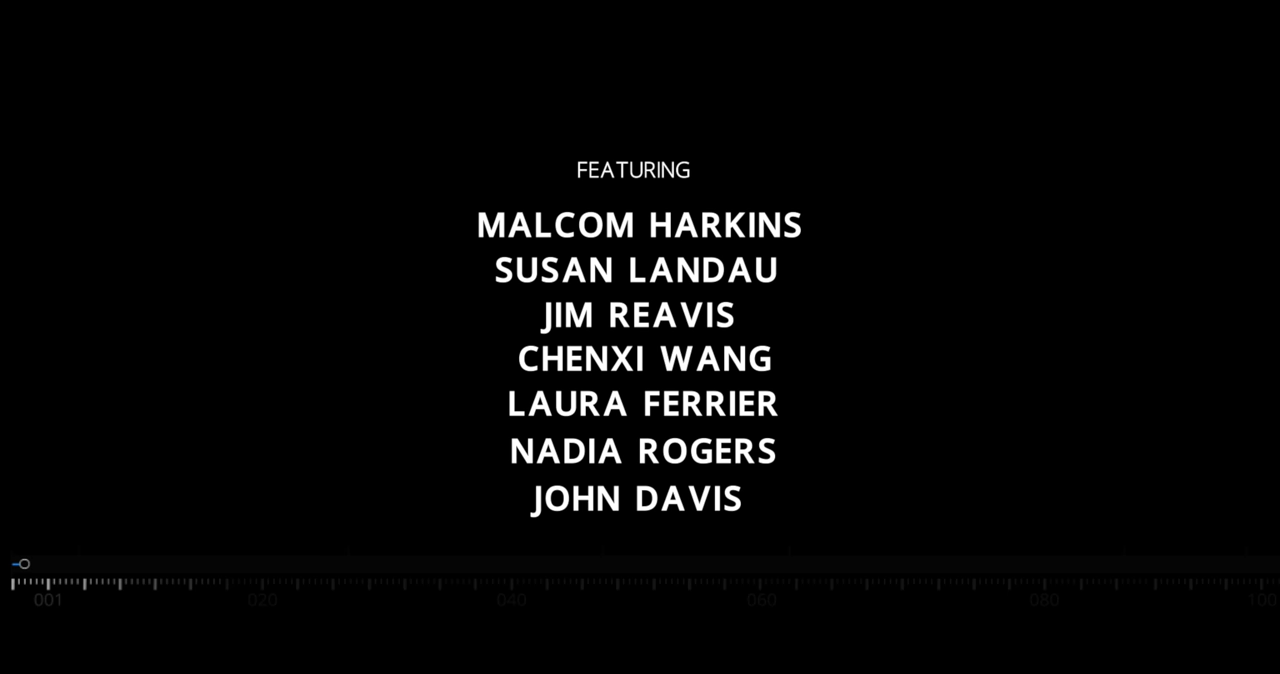 FEATURING
MALCOM HARKINS
SUSAN LANDAU
JIM REAVIS
CHENXI WANG
LAURA FERRIER
NADIA ROGERS
JOHN DAVIS
001 020 040 060 080 100